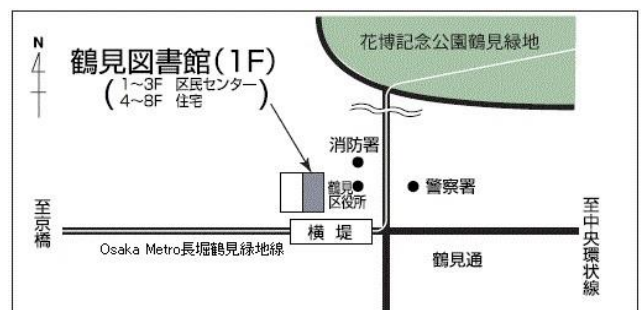 N
花博記念公園鶴見緑地
鶴見図書館(1F)
(1~3F 区民センター
4~8F 住宅)
消防署
鶴見
区役所
警察署
至京橋
至中央環状線
横堤
Osaka Metro長堀鶴見緑地線
鶴見通